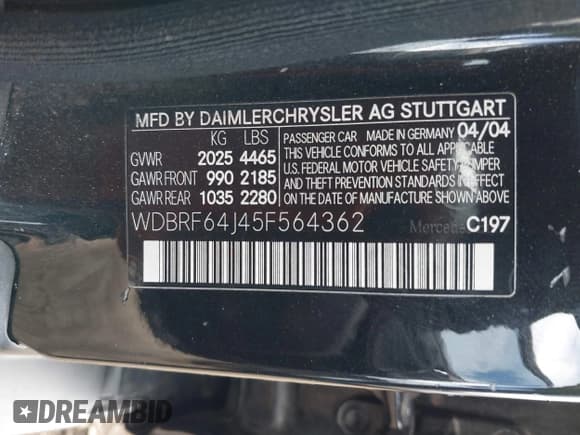 MFD BY DAIMLERCHRYSLER AG STUTTGART
KG LBS
GVWR 2025 4465
GAWR FRONT 990 2185
GAWR REAR 1035 2280
PASSENGER CAR MADE IN GERMANY 04/04
THIS VEHICLE CONFORMS TO ALL APPLICABLE
U.S. FEDERAL MOTOR VEHICLE SAFETY, BUMPER
AND THEFT PREVENTION STANDARDS IN EFFECT
ON THE DATE OF MANUFACTURE SHOWN ABOVE.
WDBRF64J45F564362
C197
DREAMBID